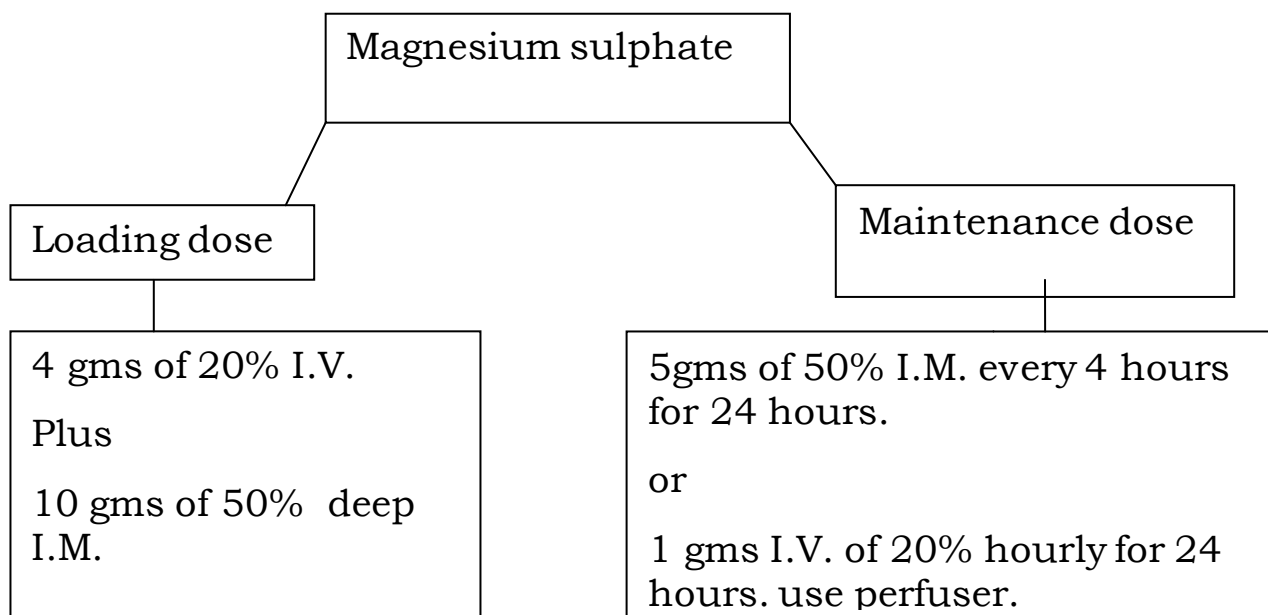 Magnesium sulphate
Loading dose
Maintenance dose
4 gms of 20% I.V.
Plus
10 gms of 50% deep
I.M.
5gms of 50% I.M. every 4 hours
for 24 hours.
or
1 gms I.V. of 20% hourly for 24
hours. use perfuser.